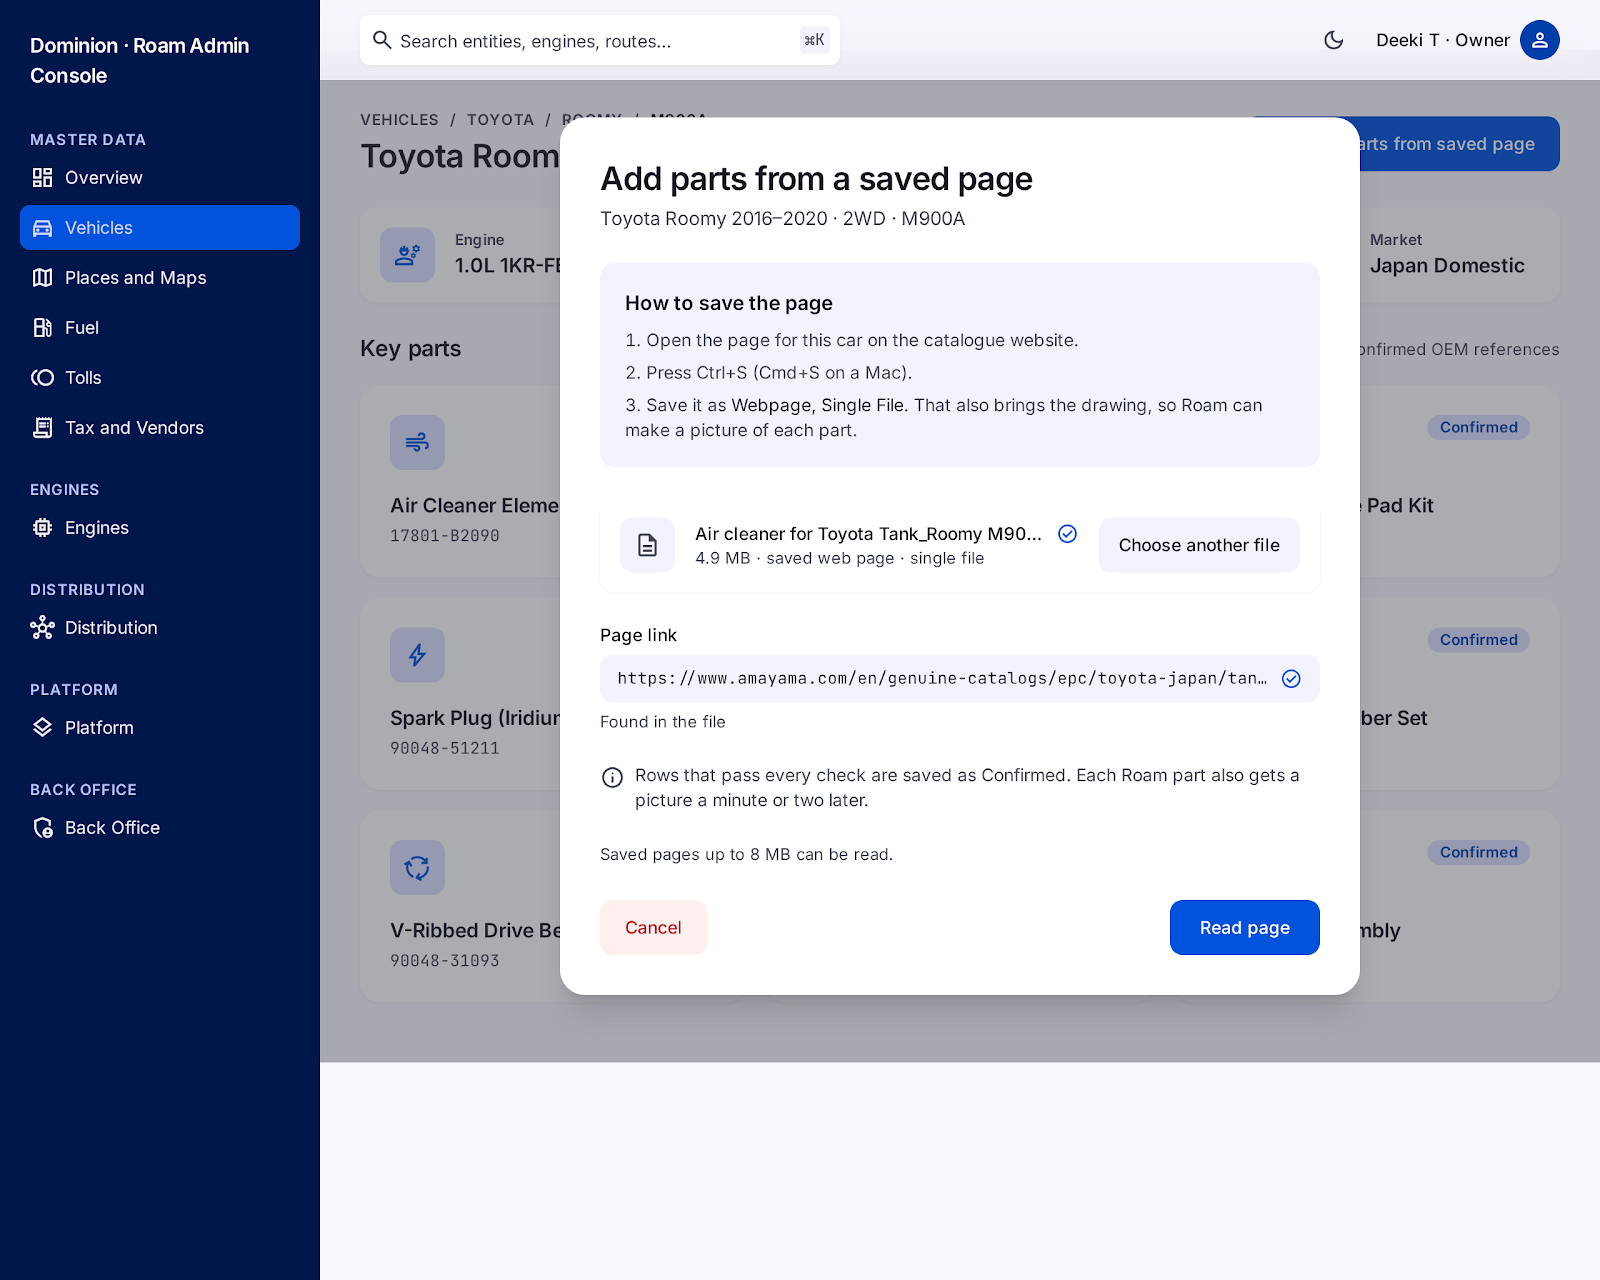 Dominion · Roam Admin
Console
MASTER DATA
Overview
Vehicles
Places and Maps
Fuel
Tolls
Tax and Vendors
ENGINES
Engines
DISTRIBUTION
Distribution
PLATFORM
Platform
BACK OFFICE
Back Office
Search entities, engines, routes...
⌘K
Deeki T · Owner
VEHICLES / TOYOTA / ROOMY / M900A
Toyota Room
arts from saved page
Engine
1.0L 1KR-FE
Market
Japan Domestic
Key parts
onfirmed OEM references
Air Cleaner Eleme
17801-B2090
Confirmed
Pad Kit
Spark Plug (Iridium
90048-51211
Confirmed
ber Set
V-Ribbed Drive Be
90048-31093
Confirmed
mbly
Add parts from a saved page
Toyota Roomy 2016–2020 · 2WD · M900A
How to save the page
1. Open the page for this car on the catalogue website.
2. Press Ctrl+S (Cmd+S on a Mac).
3. Save it as Webpage, Single File. That also brings the drawing, so Roam can
make a picture of each part.
Air cleaner for Toyota Tank_Roomy M90...
4.9 MB · saved web page · single file
Choose another file
Page link
https://www.amayama.com/en/genuine-catalogs/epc/toyota-japan/tan…
Found in the file
Rows that pass every check are saved as Confirmed. Each Roam part also gets a
picture a minute or two later.
Saved pages up to 8 MB can be read.
Cancel
Read page